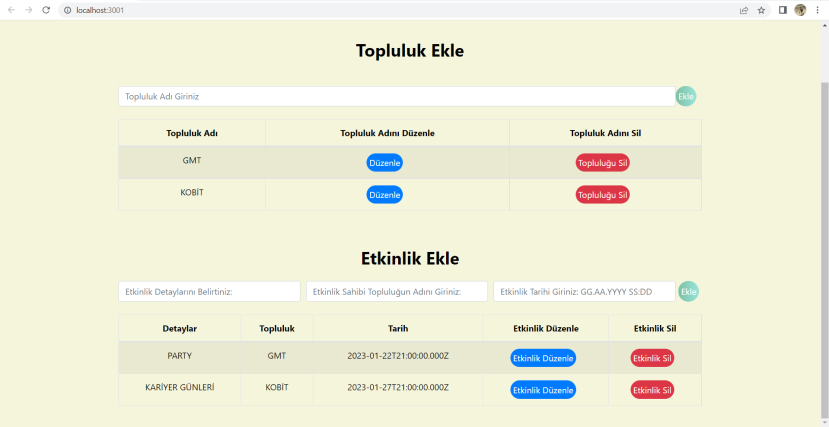 localhost:3001
Topluluk Ekle
Topluluk Adı Giriniz Ekle
Topluluk Adı Topluluk Adını Düzenle Topluluk Adını Sil
GMT Düzenle Topluluğu Sil
KOBİT Düzenle Topluluğu Sil
Etkinlik Ekle
Etkinlik Detaylarını Belirtiniz: Etkinlik Sahibi Topluluğun Adını Giriniz: Etkinlik Tarihi Giriniz: GG.AA.YYYY SS:DD Ekle
Detaylar Topluluk Tarih Etkinlik Düzenle Etkinlik Sil
PARTY GMT 2023-01-22T21:00:00.000Z Etkinlik Düzenle Etkinlik Sil
KARİYER GÜNLERİ KOBİT 2023-01-27T21:00:00.000Z Etkinlik Düzenle Etkinlik Sil